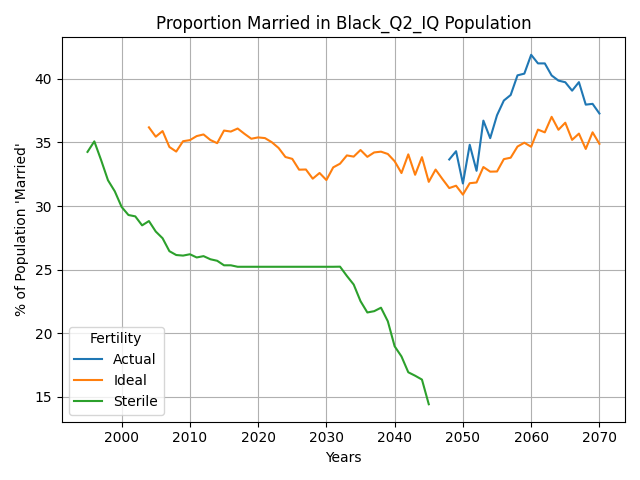 Proportion Married in Black_Q2_IQ Population
% of Population 'Married'
40
35
30
25
20
15
Fertility
Actual
Ideal
Sterile
2000 2010 2020 2030 2040 2050 2060 2070
Years